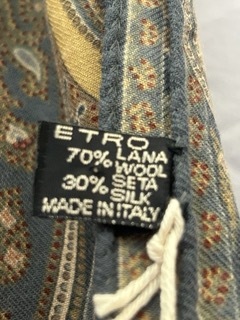 ETRO
70% LANA
WOOL
30% SETA
SILK
MADE IN ITALY